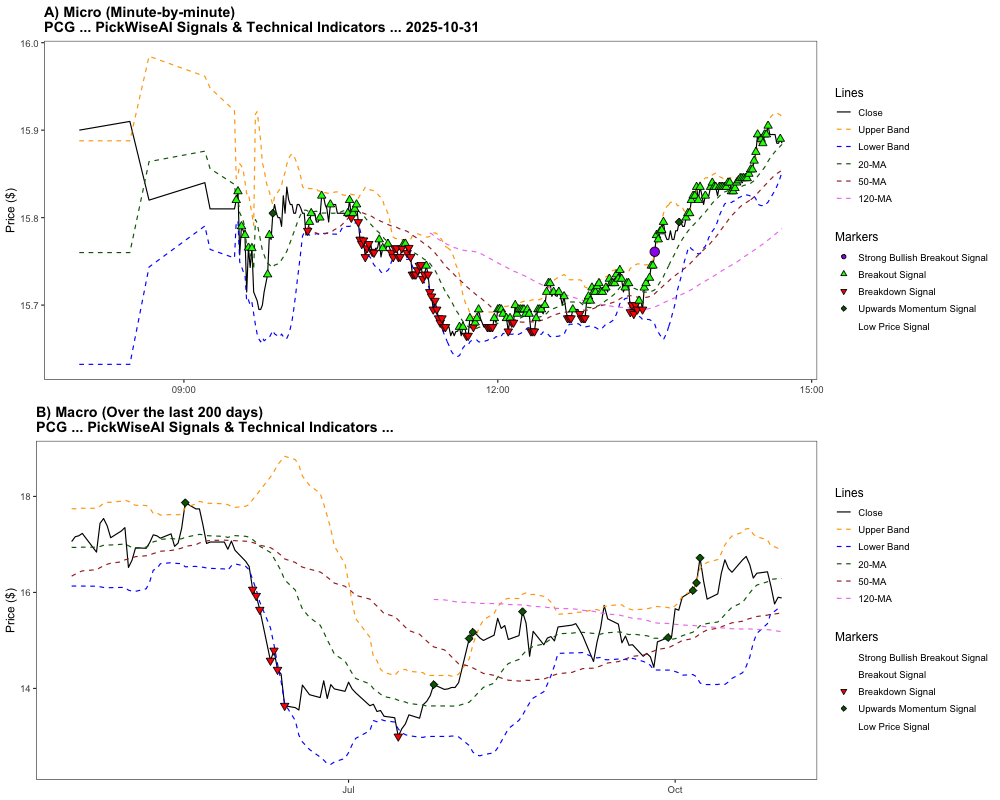 A) Micro (Minute-by-minute)
PCG ... PickWiseAI Signals & Technical Indicators ... 2025-10-31
16.0
15.9
15.8
15.7
Price ($)
09:00
12:00
15:00
Lines
Close
Upper Band
Lower Band
20-MA
50-MA
120-MA
Markers
Strong Bullish Breakout Signal
Breakout Signal
Breakdown Signal
Upwards Momentum Signal
Low Price Signal
B) Macro (Over the last 200 days)
PCG ... PickWiseAI Signals & Technical Indicators ...
18
16
14
Price ($)
Jul
Oct
Lines
Close
Upper Band
Lower Band
20-MA
50-MA
120-MA
Markers
Strong Bullish Breakout Signal
Breakout Signal
Breakdown Signal
Upwards Momentum Signal
Low Price Signal